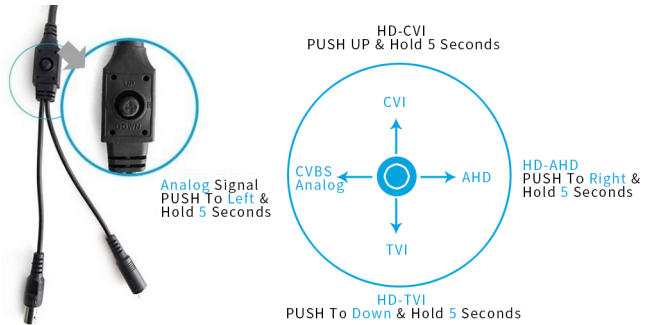 HD-CVI
PUSH UP & Hold 5 Seconds
CVI
CVBS
Analog
AHD
TVI
Analog Signal
PUSH To Left &
Hold 5 Seconds
HD-AHD
PUSH To Right &
Hold 5 Seconds
HD-TVI
PUSH To Down & Hold 5 Seconds